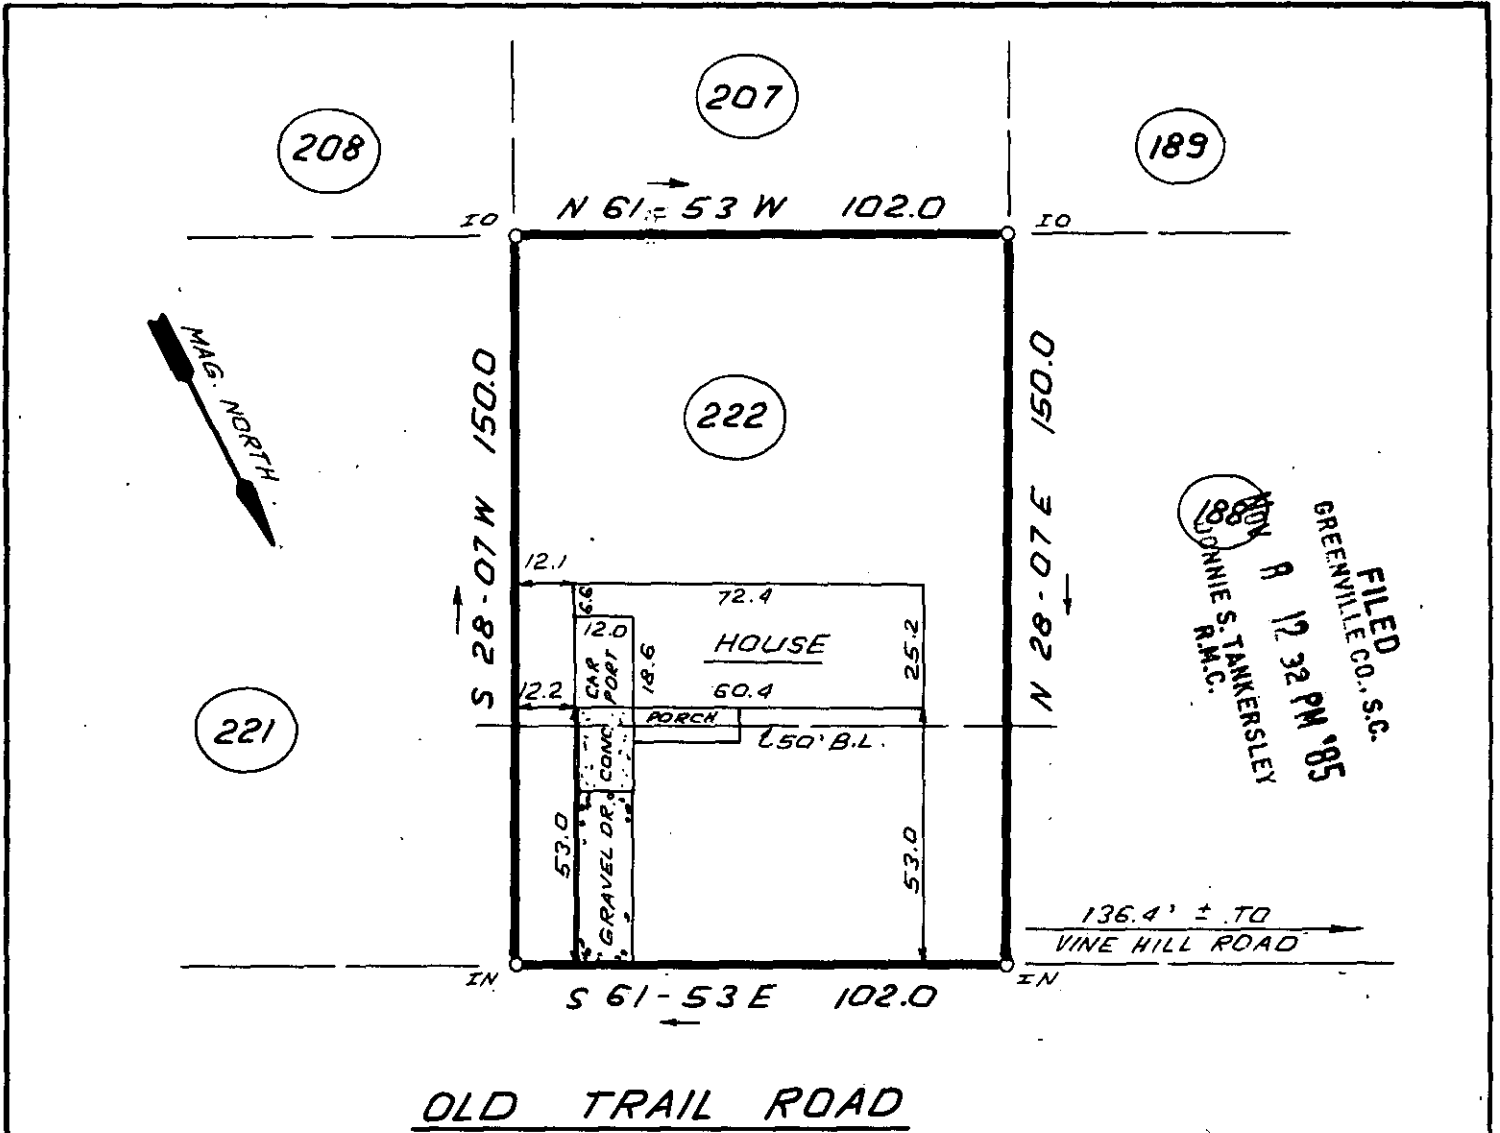 207
208
189
N 61-53 W 102.0
IO
IO
MAG. NORTH
S 28-07 W 150.0
N 28-07 E 150.0
222
188
FILED
GREENVILLE CO., S.C.
NOV 12 32 PM '85
DONNIE S. TANKERSLEY
R.M.C.
12.1
6.6
72.4
12.0
HOUSE
25.2
CAR PORT
18.6
12.2
60.4
PORCH
50' B.L.
221
CONC.
53.0
GRAVEL DR.
53.0
136.4' ± TO
VINE HILL ROAD
IN
IN
S 61-53 E 102.0
OLD TRAIL ROAD